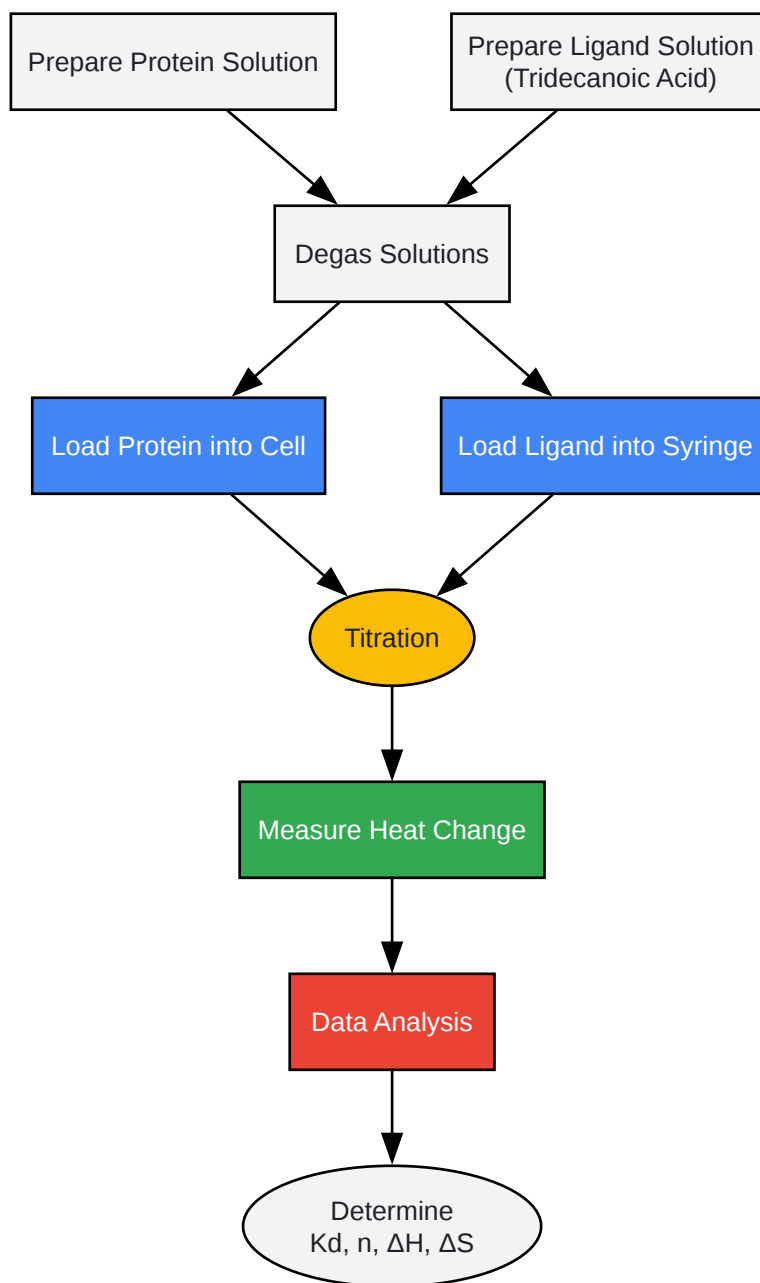 Prepare Protein Solution
Prepare Ligand Solution
(Tridecanoic Acid)
Degas Solutions
Load Protein into Cell
Load Ligand into Syringe
Titration
Measure Heat Change
Data Analysis
Determine
Kd, n, ΔH, ΔS